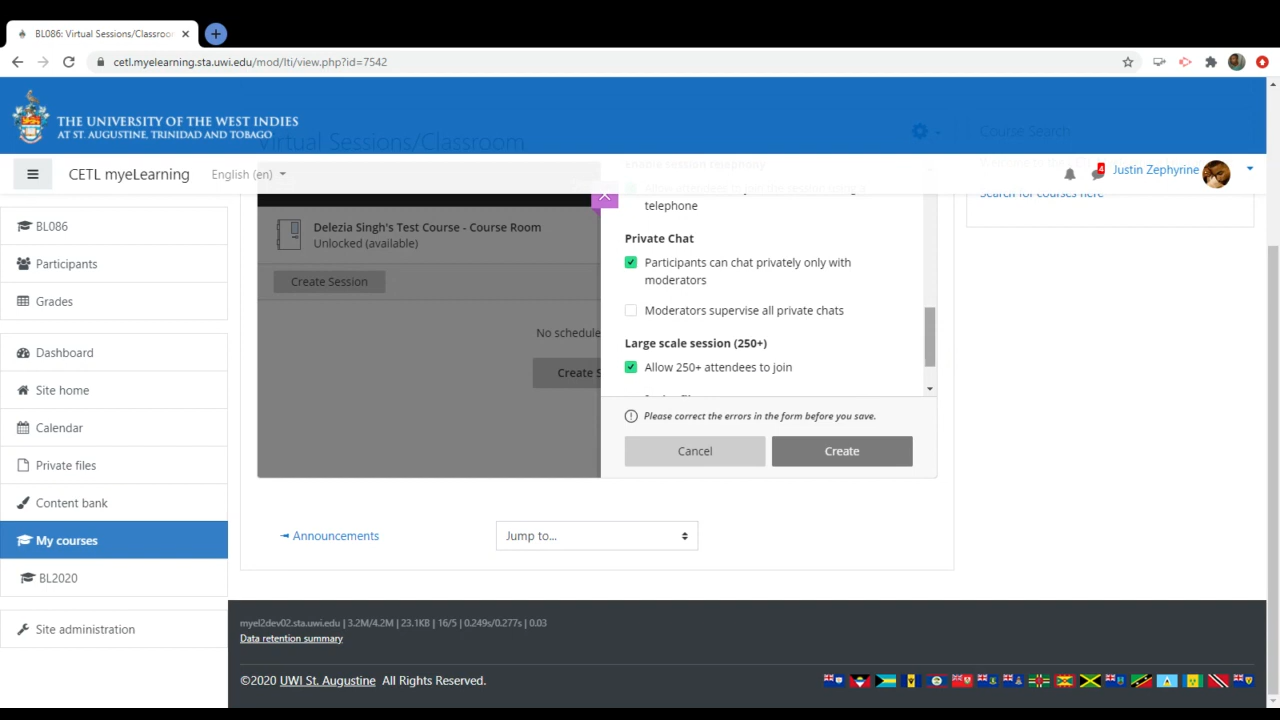 BL086: Virtual Sessions/Classroom
cetl.myelearning.sta.uwi.edu/mod/lti/view.php?id=7542
THE UNIVERSITY OF THE WEST INDIES
AT ST. AUGUSTINE, TRINIDAD AND TOBAGO
Virtual Sessions/Classroom
Course Search
CETL myeLearning
English (en)
4
Justin Zephyrine
Search for courses here
BL086
Participants
Grades
Dashboard
Site home
Calendar
Private files
Content bank
My courses
BL2020
Site administration
Delezia Singh's Test Course - Course Room
Unlocked (available)
Create Session
No schedule
Create S
telephone
Private Chat
Participants can chat privately only with
moderators
Moderators supervise all private chats
Large scale session (250+)
Allow 250+ attendees to join
Please correct the errors in the form before you save.
Cancel
Create
Announcements
Jump to...
myel2dev02.sta.uwi.edu | 3.2M/4.2M | 23.1KB | 16/5 | 0.249s/0.277s | 0.03
Data retention summary
©2020 UWI St. Augustine All Rights Reserved.